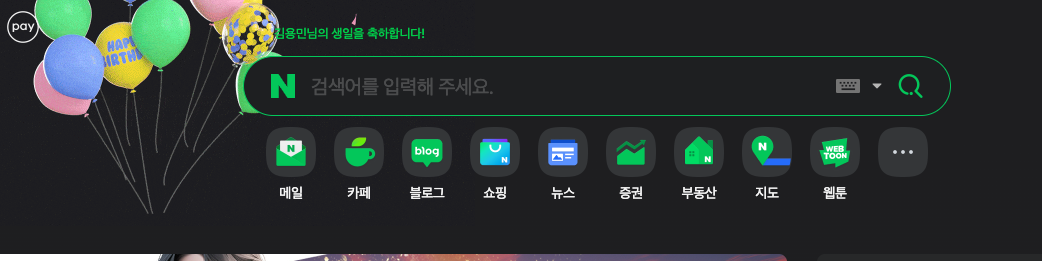 pay
김용민님의 생일을 축하합니다!
HAPPY
BIRTHD
N 검색어를 입력해 주세요.
N
blog
N
N
N
N
WEB
TOON
메일 카페 블로그 쇼핑 뉴스 증권 부동산 지도 웹툰